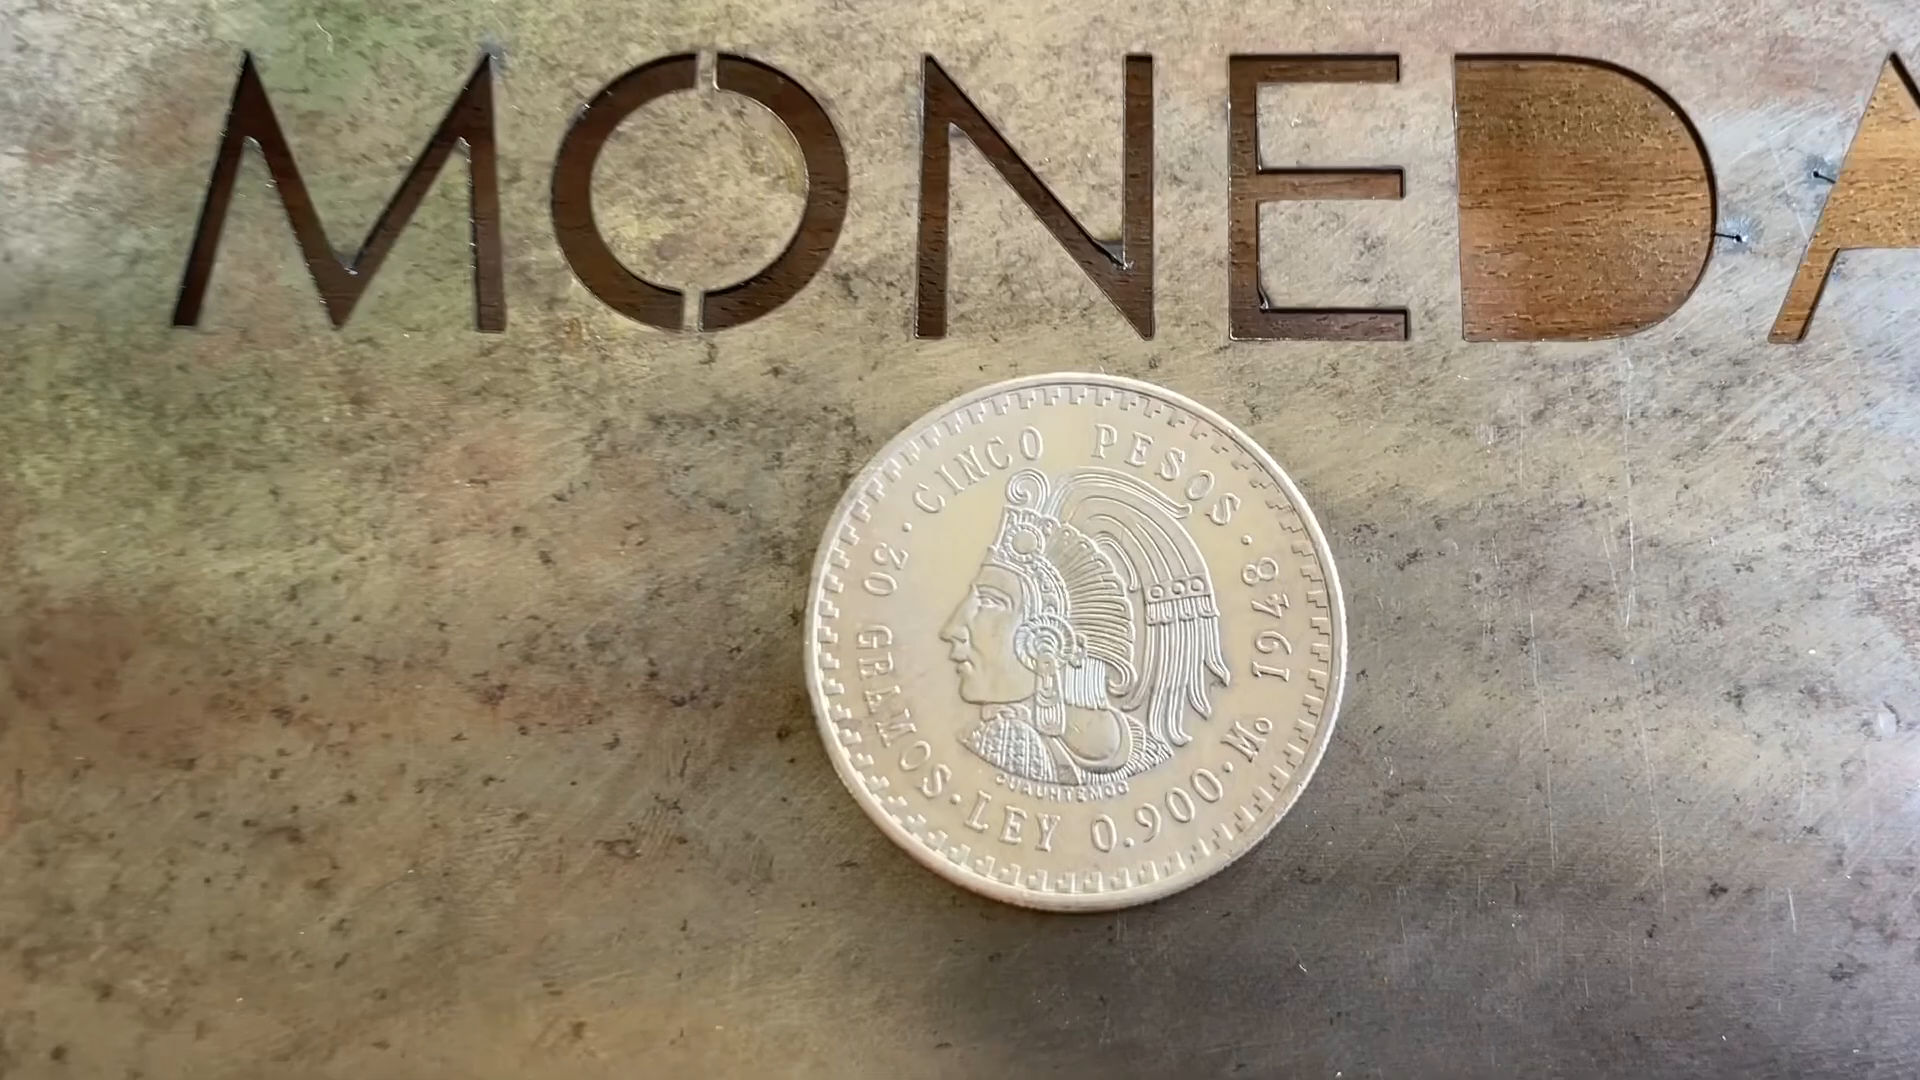 MONEDA
30 GRAMOS · CINCO PESOS · 1948
CUAUHTEMOC
LEY 0.900 · Mo